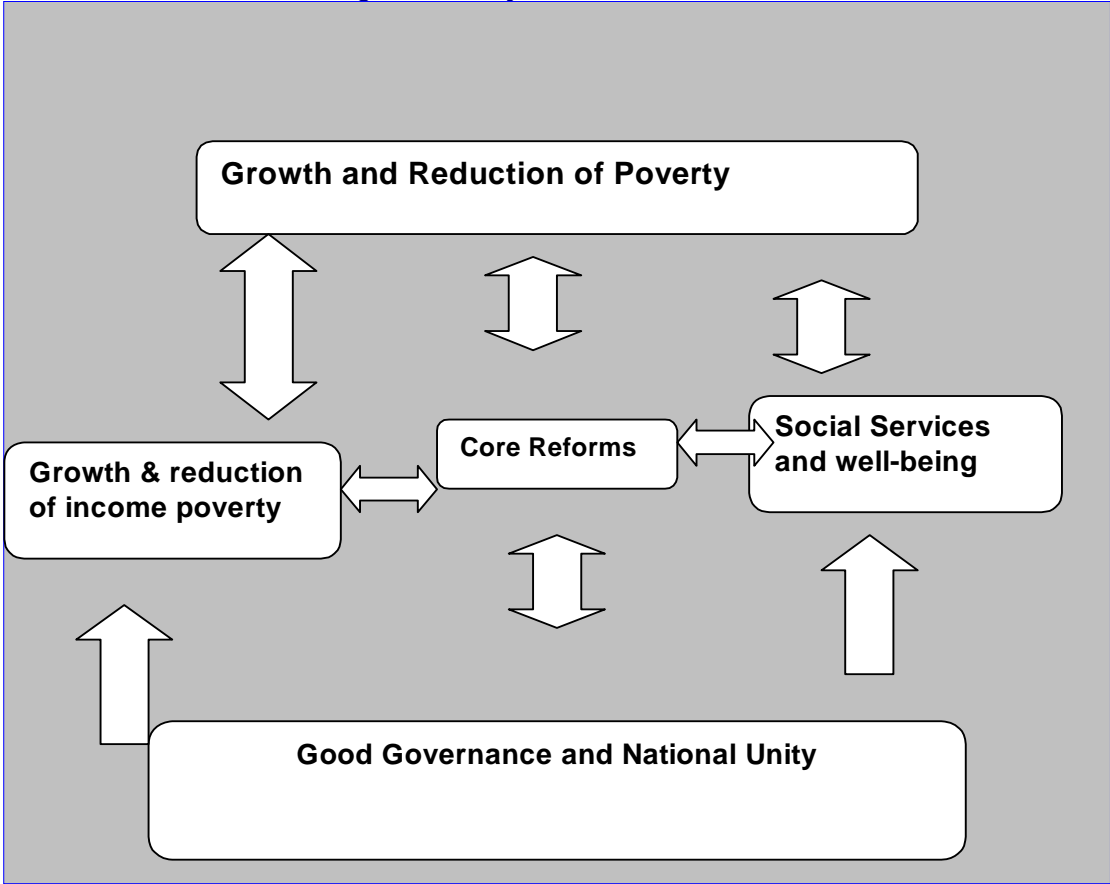 Growth and Reduction of Poverty
Core Reforms
Social Services
and well-being
Growth & reduction
of income poverty
Good Governance and National Unity